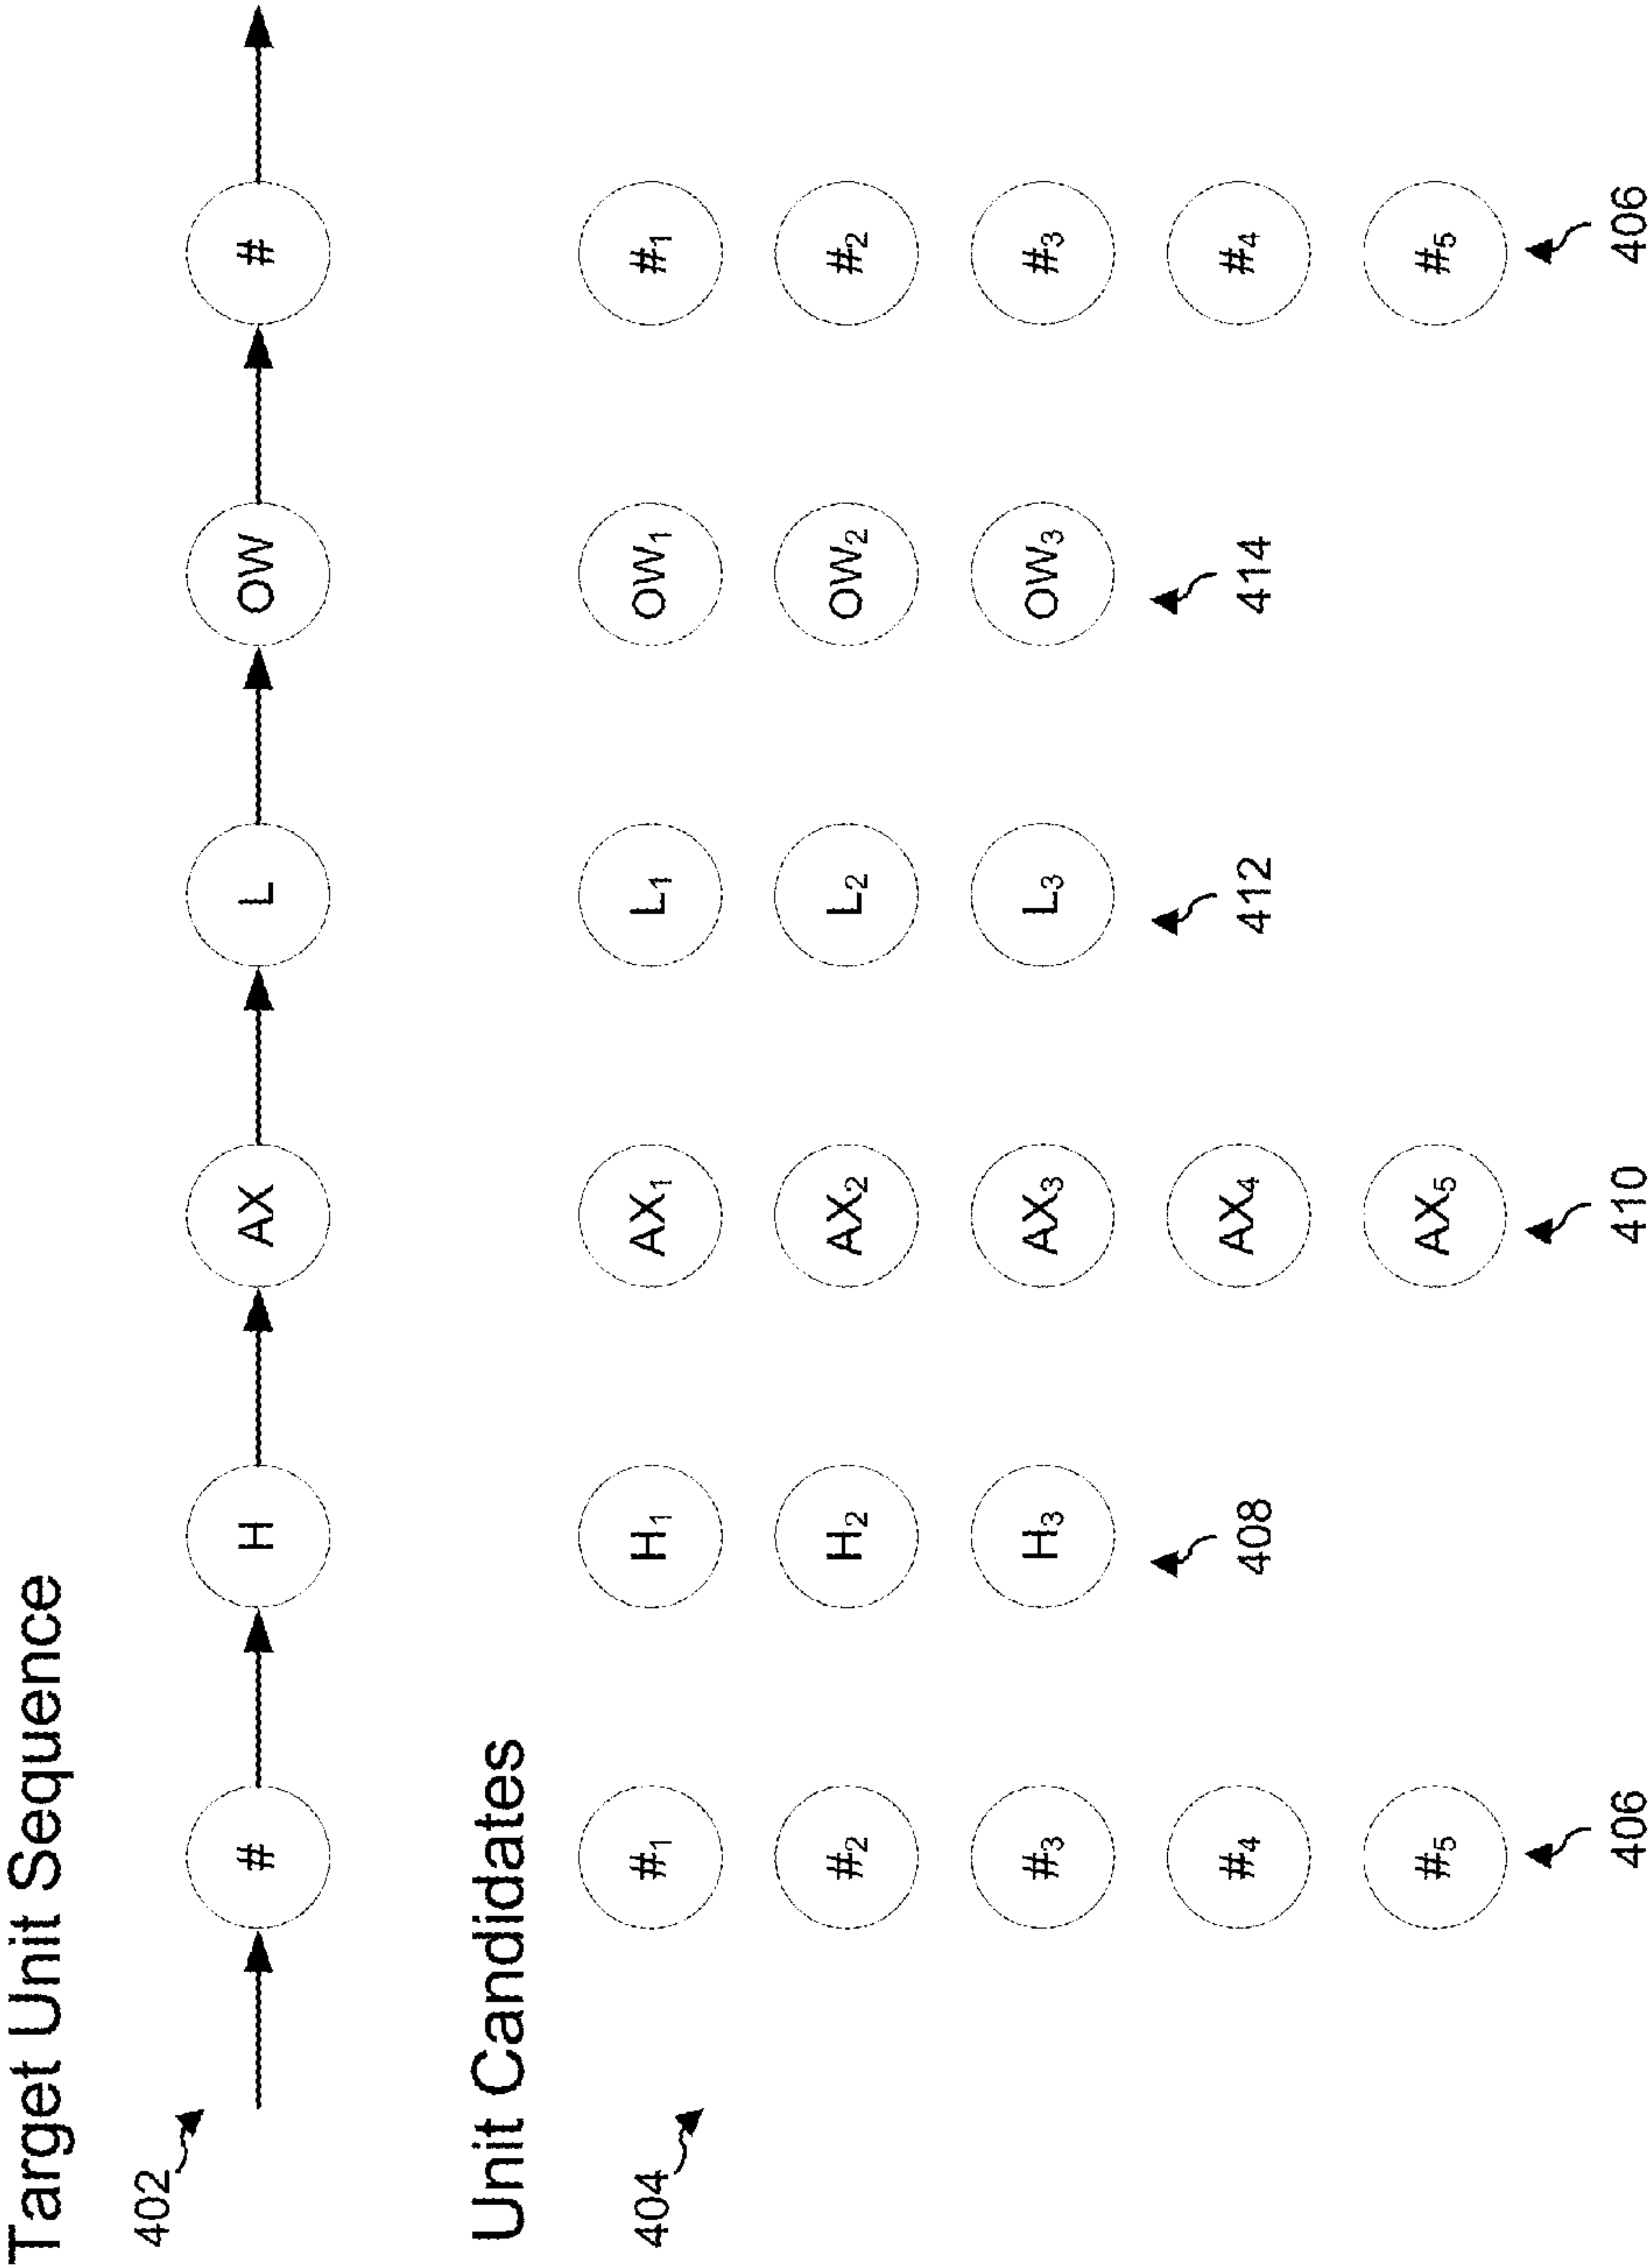 Target Unit Sequence
402
# H AX L OW #
Unit Candidates
404
#1 H1 AX1 L1 OW1 #1
#2 H2 AX2 L2 OW2 #2
#3 H3 AX3 L3 OW3 #3
408 412 414
#4 AX4 #4
#5 AX5 #5
406 410 406